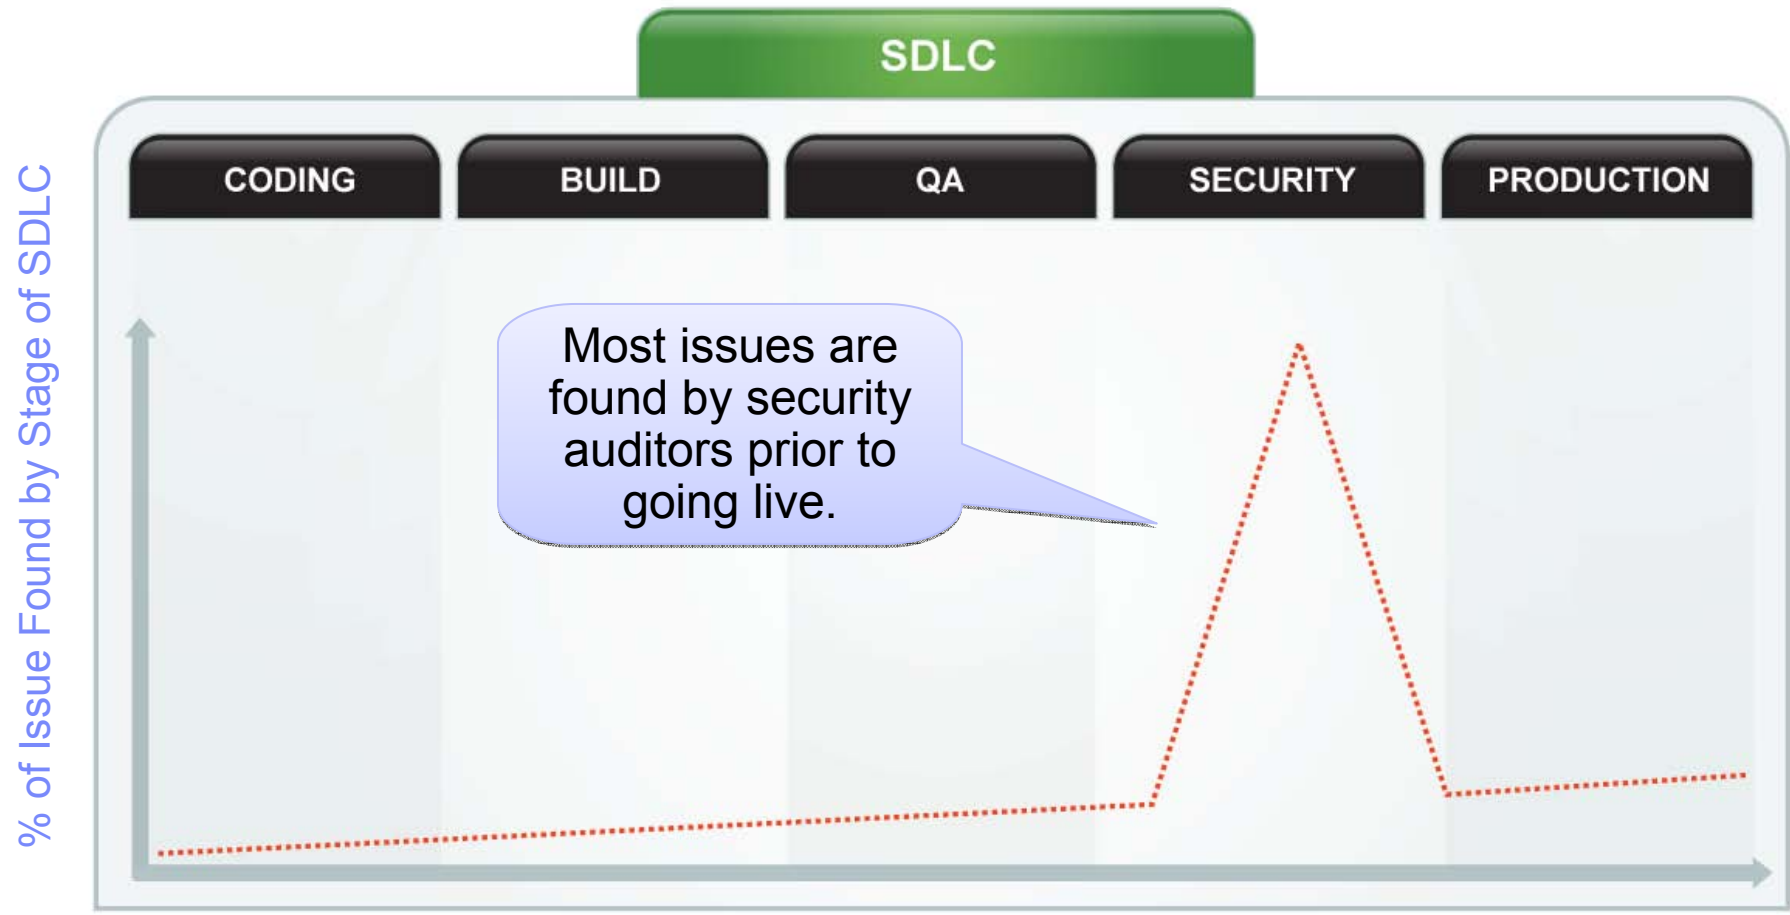 SDLC
CODING
BUILD
QA
SECURITY
PRODUCTION
% of Issue Found by Stage of SDLC
Most issues are
found by security
auditors prior to
going live.